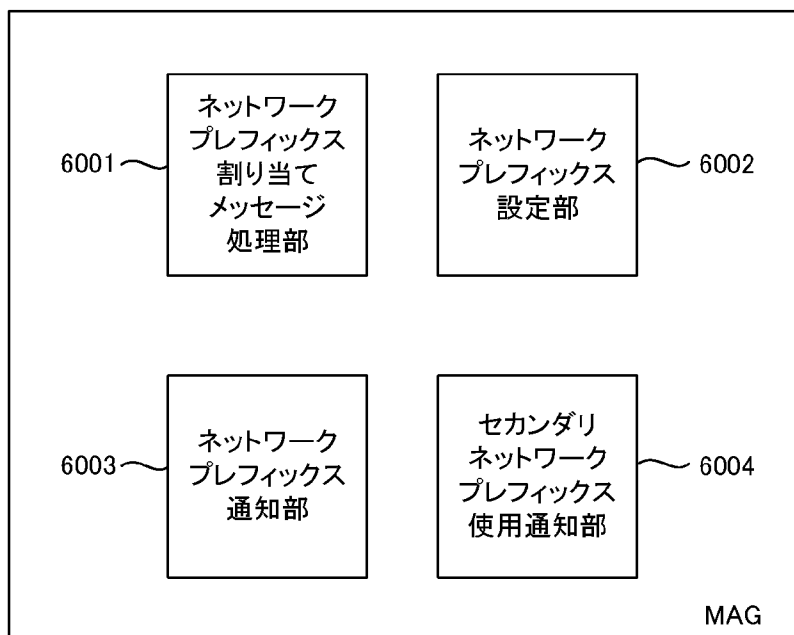 6001
ネットワーク
プレフィックス
割り当て
メッセージ
処理部
ネットワーク
プレフィックス
設定部
6002
6003
ネットワーク
プレフィックス
通知部
セカンダリ
ネットワーク
プレフィックス
使用通知部
6004
MAG